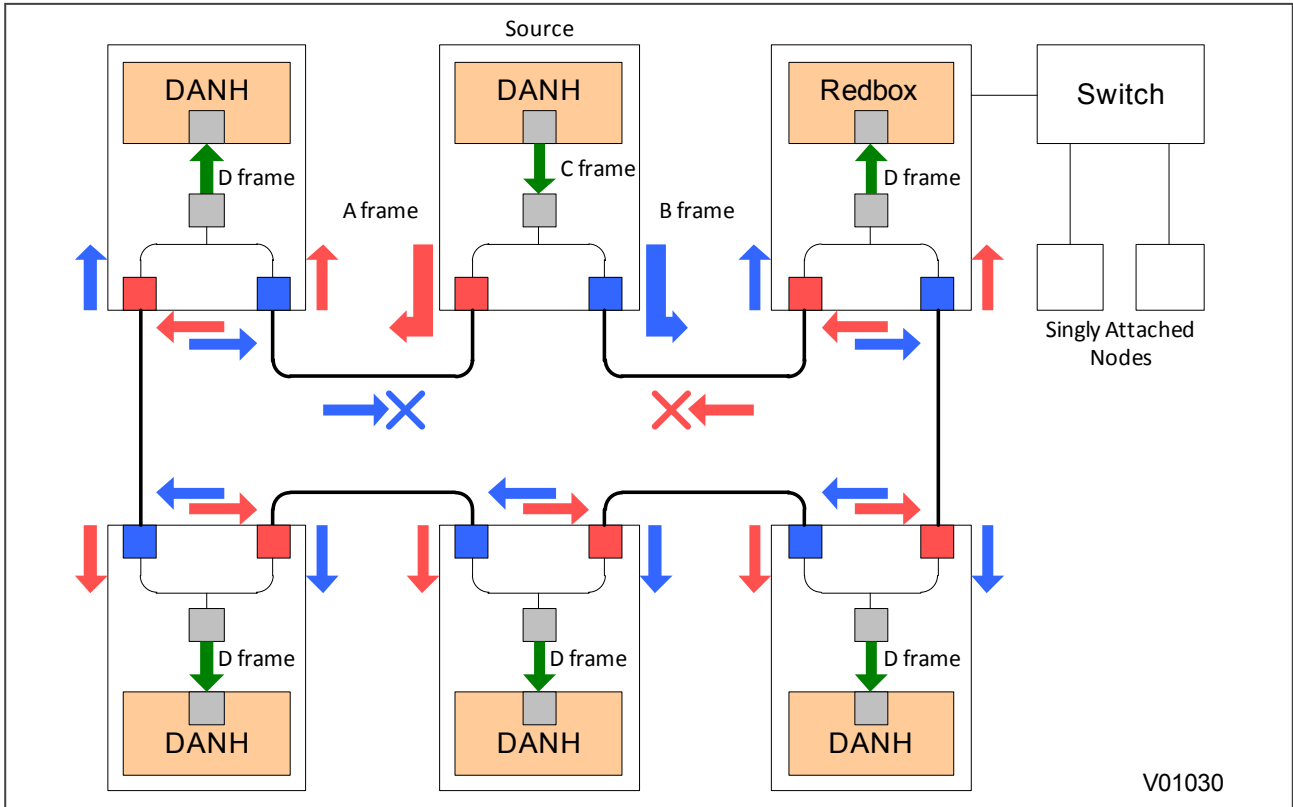 Source
DANH
DANH
Redbox
Switch
D frame
C frame
D frame
A frame
B frame
Singly Attached
Nodes
D frame
D frame
D frame
DANH
DANH
DANH
V01030